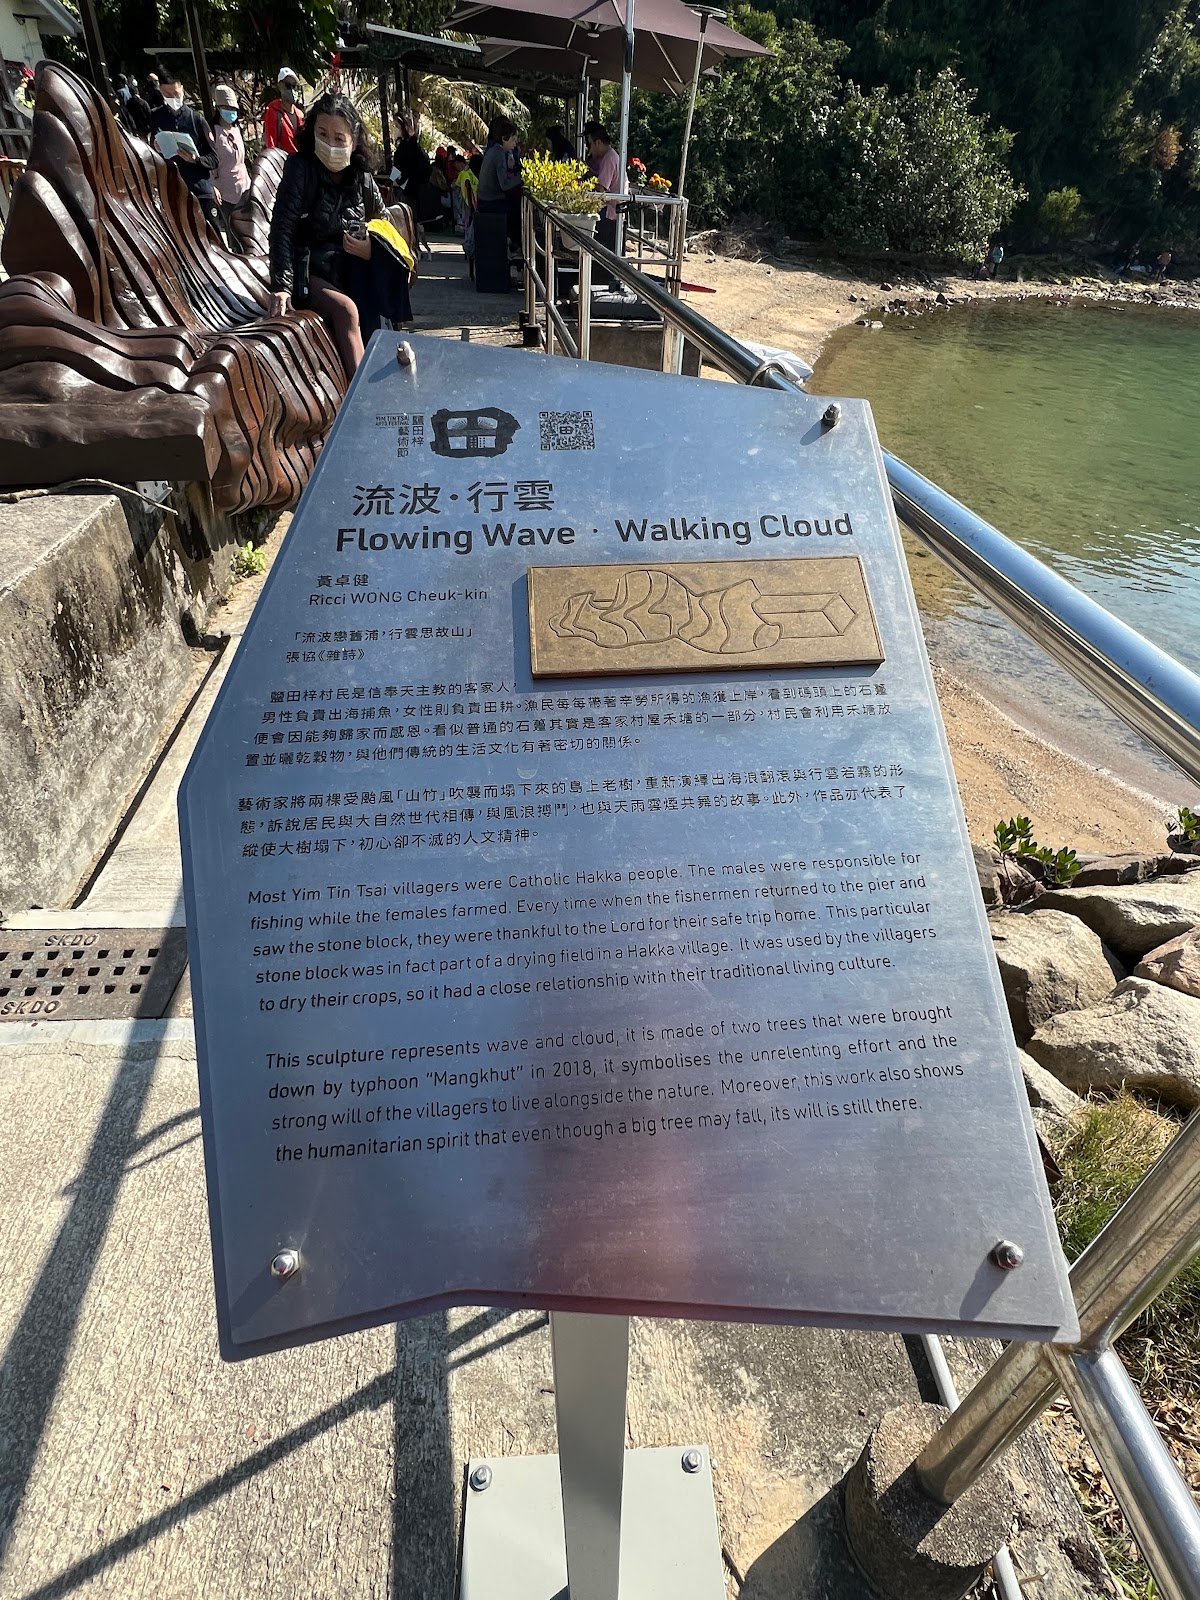 YIM TIN TSAI
ARTS FESTIVAL
鹽田梓
藝術節
流波·行雲
Flowing Wave · Walking Cloud
黃卓健
Ricci WONG Cheuk-kin
「流波戀舊浦，行雲思故山」
張協《雜詩》
鹽田梓村民是信奉天主教的客家人，
男性負責出海捕魚，女性則負責田耕。漁民每每帶著辛勞所得的漁獲上岸，看到碼頭上的石躉
便會因能夠歸家而感恩。看似普通的石躉其實是客家村屋禾塘的一部分，村民會利用禾塘放
置並曬乾穀物，與他們傳統的生活文化有著密切的關係。
藝術家將兩棵受颱風「山竹」吹襲而塌下來的島上老樹，重新演繹出海浪翻滾與行雲若霧的形
態，訴說居民與大自然世代相傳，與風浪搏鬥，也與天雨雲煙共舞的故事。此外，作品亦代表了
縱使大樹塌下，初心卻不滅的人文精神。
Most Yim Tin Tsai villagers were Catholic Hakka people. The males were responsible for
fishing while the females farmed. Every time when the fishermen returned to the pier and
saw the stone block, they were thankful to the Lord for their safe trip home. This particular
stone block was in fact part of a drying field in a Hakka village. It was used by the villagers
to dry their crops, so it had a close relationship with their traditional living culture.
This sculpture represents wave and cloud, it is made of two trees that were brought
down by typhoon “Mangkhut” in 2018, it symbolises the unrelenting effort and the
strong will of the villagers to live alongside the nature. Moreover, this work also shows
the humanitarian spirit that even though a big tree may fall, its will is still there.
SKDO
SKDO